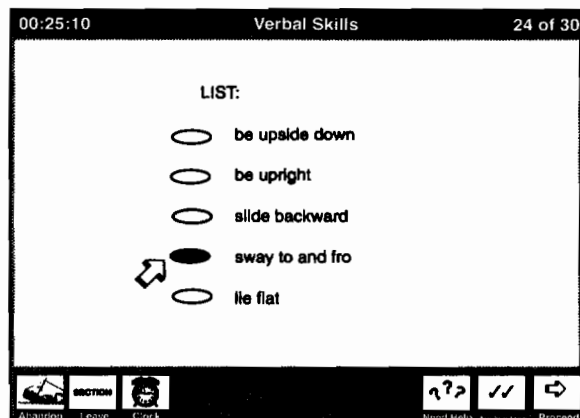 00:25:10 Verbal Skills 24 of 30
LIST:
be upside down
be upright
slide backward
sway to and fro
lie flat
SECTION
Abandon Leave Clock Need Help Proceed